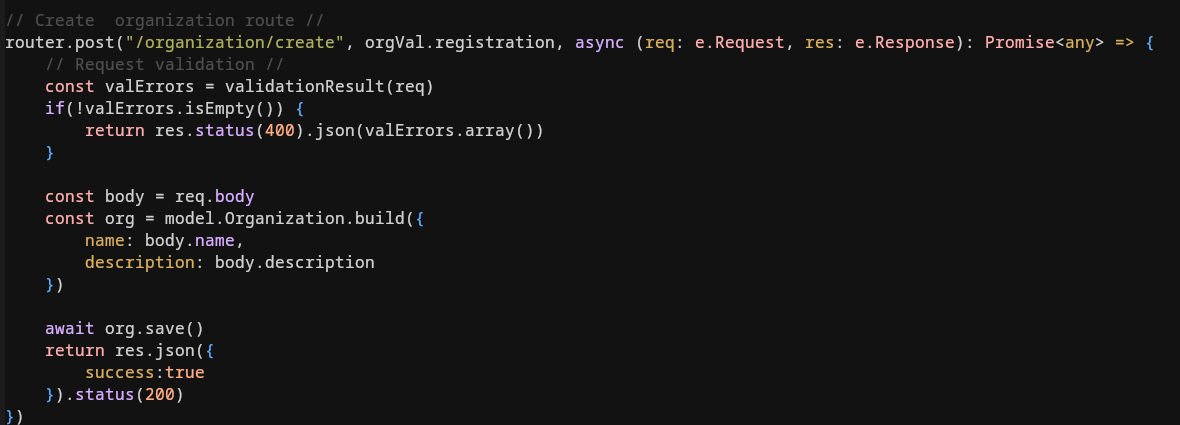 // Create  organization route //
router.post("/organization/create", orgVal.registration, async (req: e.Request, res: e.Response): Promise<any> => {
    // Request validation //
    const valErrors = validationResult(req)
    if(!valErrors.isEmpty()) {
        return res.status(400).json(valErrors.array())
    }

    const body = req.body
    const org = model.Organization.build({
        name: body.name,
        description: body.description
    })

    await org.save()
    return res.json({
        success:true
    }).status(200)
})